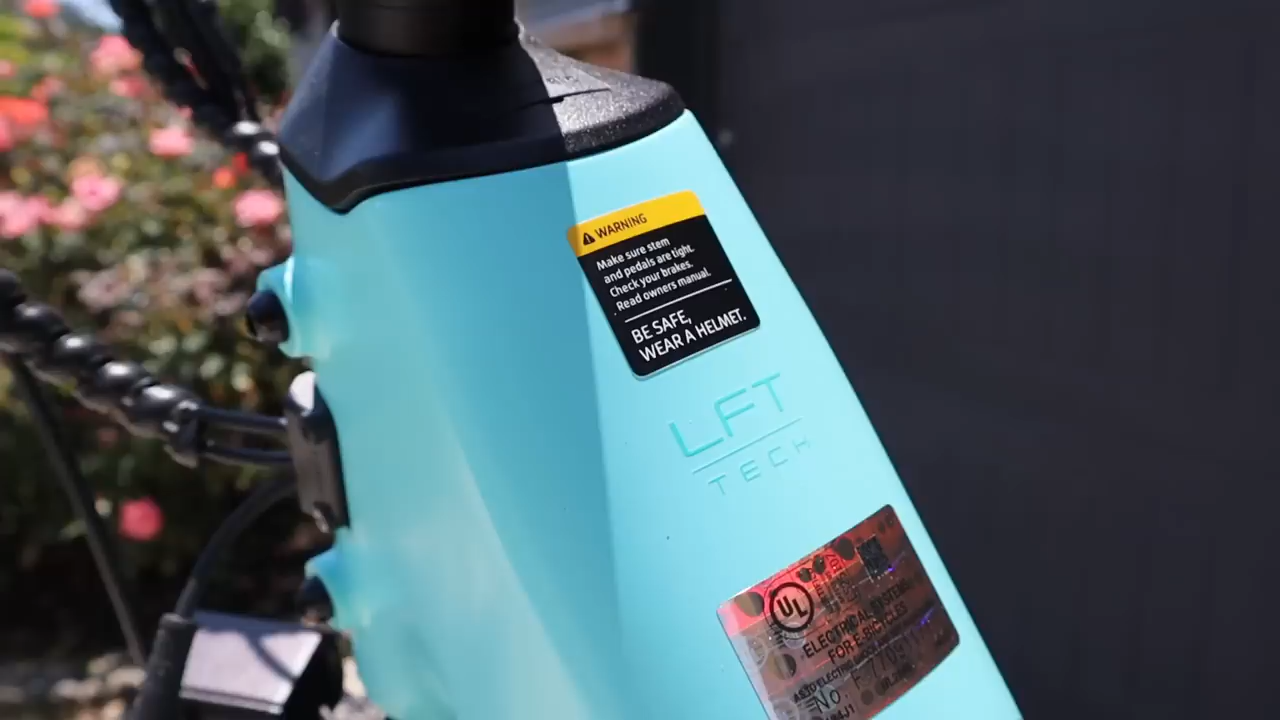 WARNING
Make sure stem
and pedals are tight.
Check your brakes.
Read owners manual.
BE SAFE,
WEAR A HELMET.
LFT
TECH
UL
ELECTRICAL SYSTEM
FOR E-BICYCLES
No.